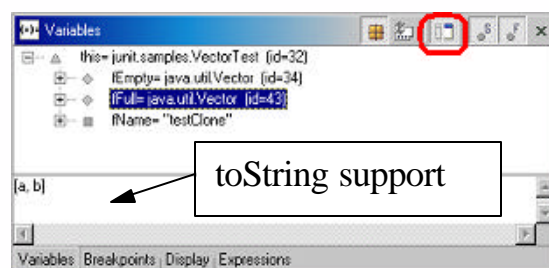 Variables
this= junit.samples.VectorTest (id=32)
fEmpty= java.util.Vector (id=34)
fFull= java.util.Vector (id=43)
fName= "testClone"
[a, b]
toString support
Variables Breakpoints Display Expressions